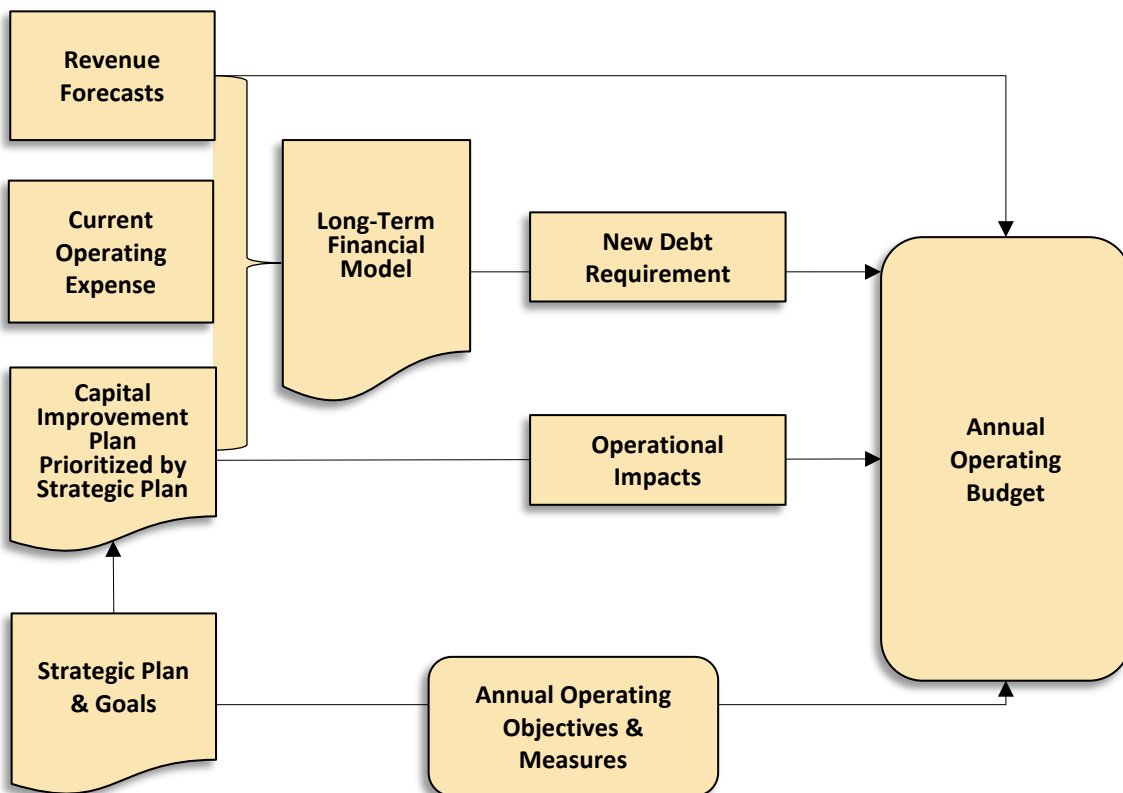 Revenue
Forecasts
Current
Operating
Expense
Capital
Improvement
Plan
Prioritized by
Strategic Plan
Strategic Plan
& Goals
Long-Term
Financial
Model
New Debt
Requirement
Operational
Impacts
Annual Operating
Objectives &
Measures
Annual
Operating
Budget